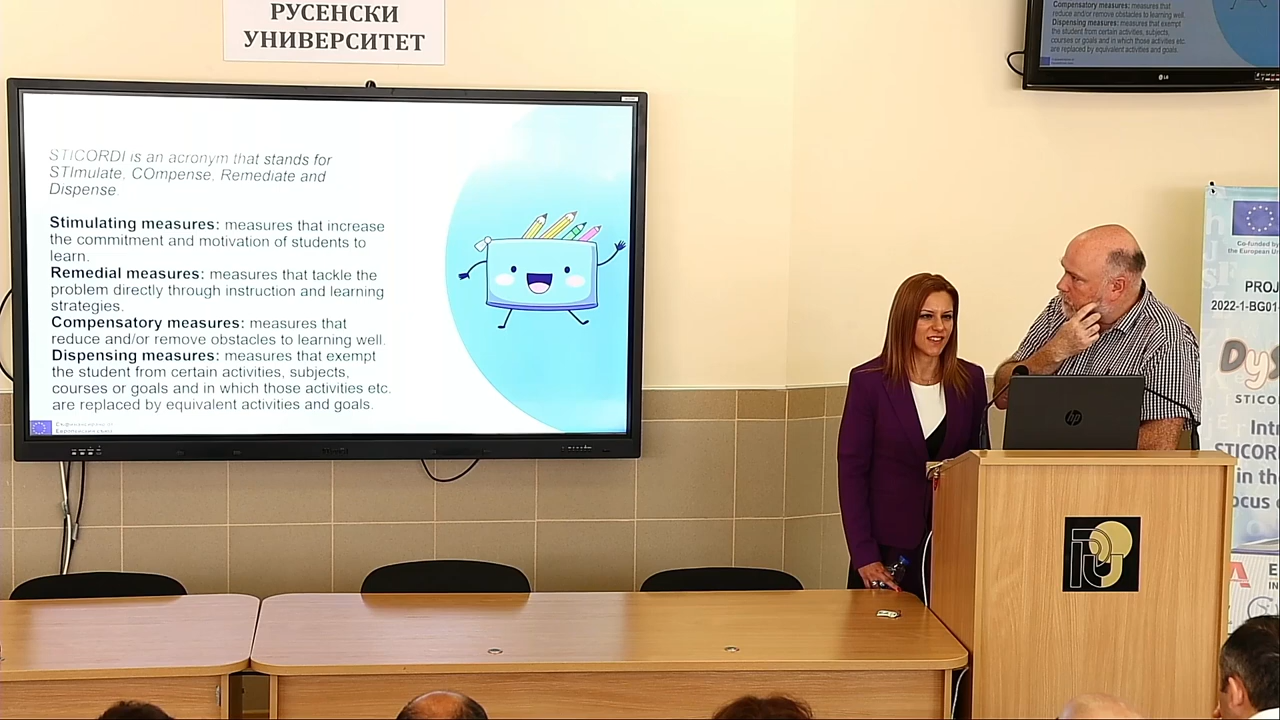 РУСЕНСКИ
УНИВЕРСИТЕТ
STICORDI is an acronym that stands for
STImulate, COmpense, Remediate and
Dispense.
Stimulating measures: measures that increase
the commitment and motivation of students to
learn.
Remedial measures: measures that tackle the
problem directly through instruction and learning
strategies.
Compensatory measures: measures that
reduce and/or remove obstacles to learning well.
Dispensing measures: measures that exempt
the student from certain activities, subjects,
courses or goals and in which those activities etc.
are replaced by equivalent activities and goals.
Compensatory measures: measures that
reduce and/or remove obstacles to learning well.
Dispensing measures: measures that exempt
the student from certain activities, subjects,
courses or goals and in which those activities etc.
are replaced by equivalent activities and goals
LG
hp
Co-funded by
the European Un
PROJ
2022-1-BG01-
Dys
STICO
Intr
STICOR
in th
ocus